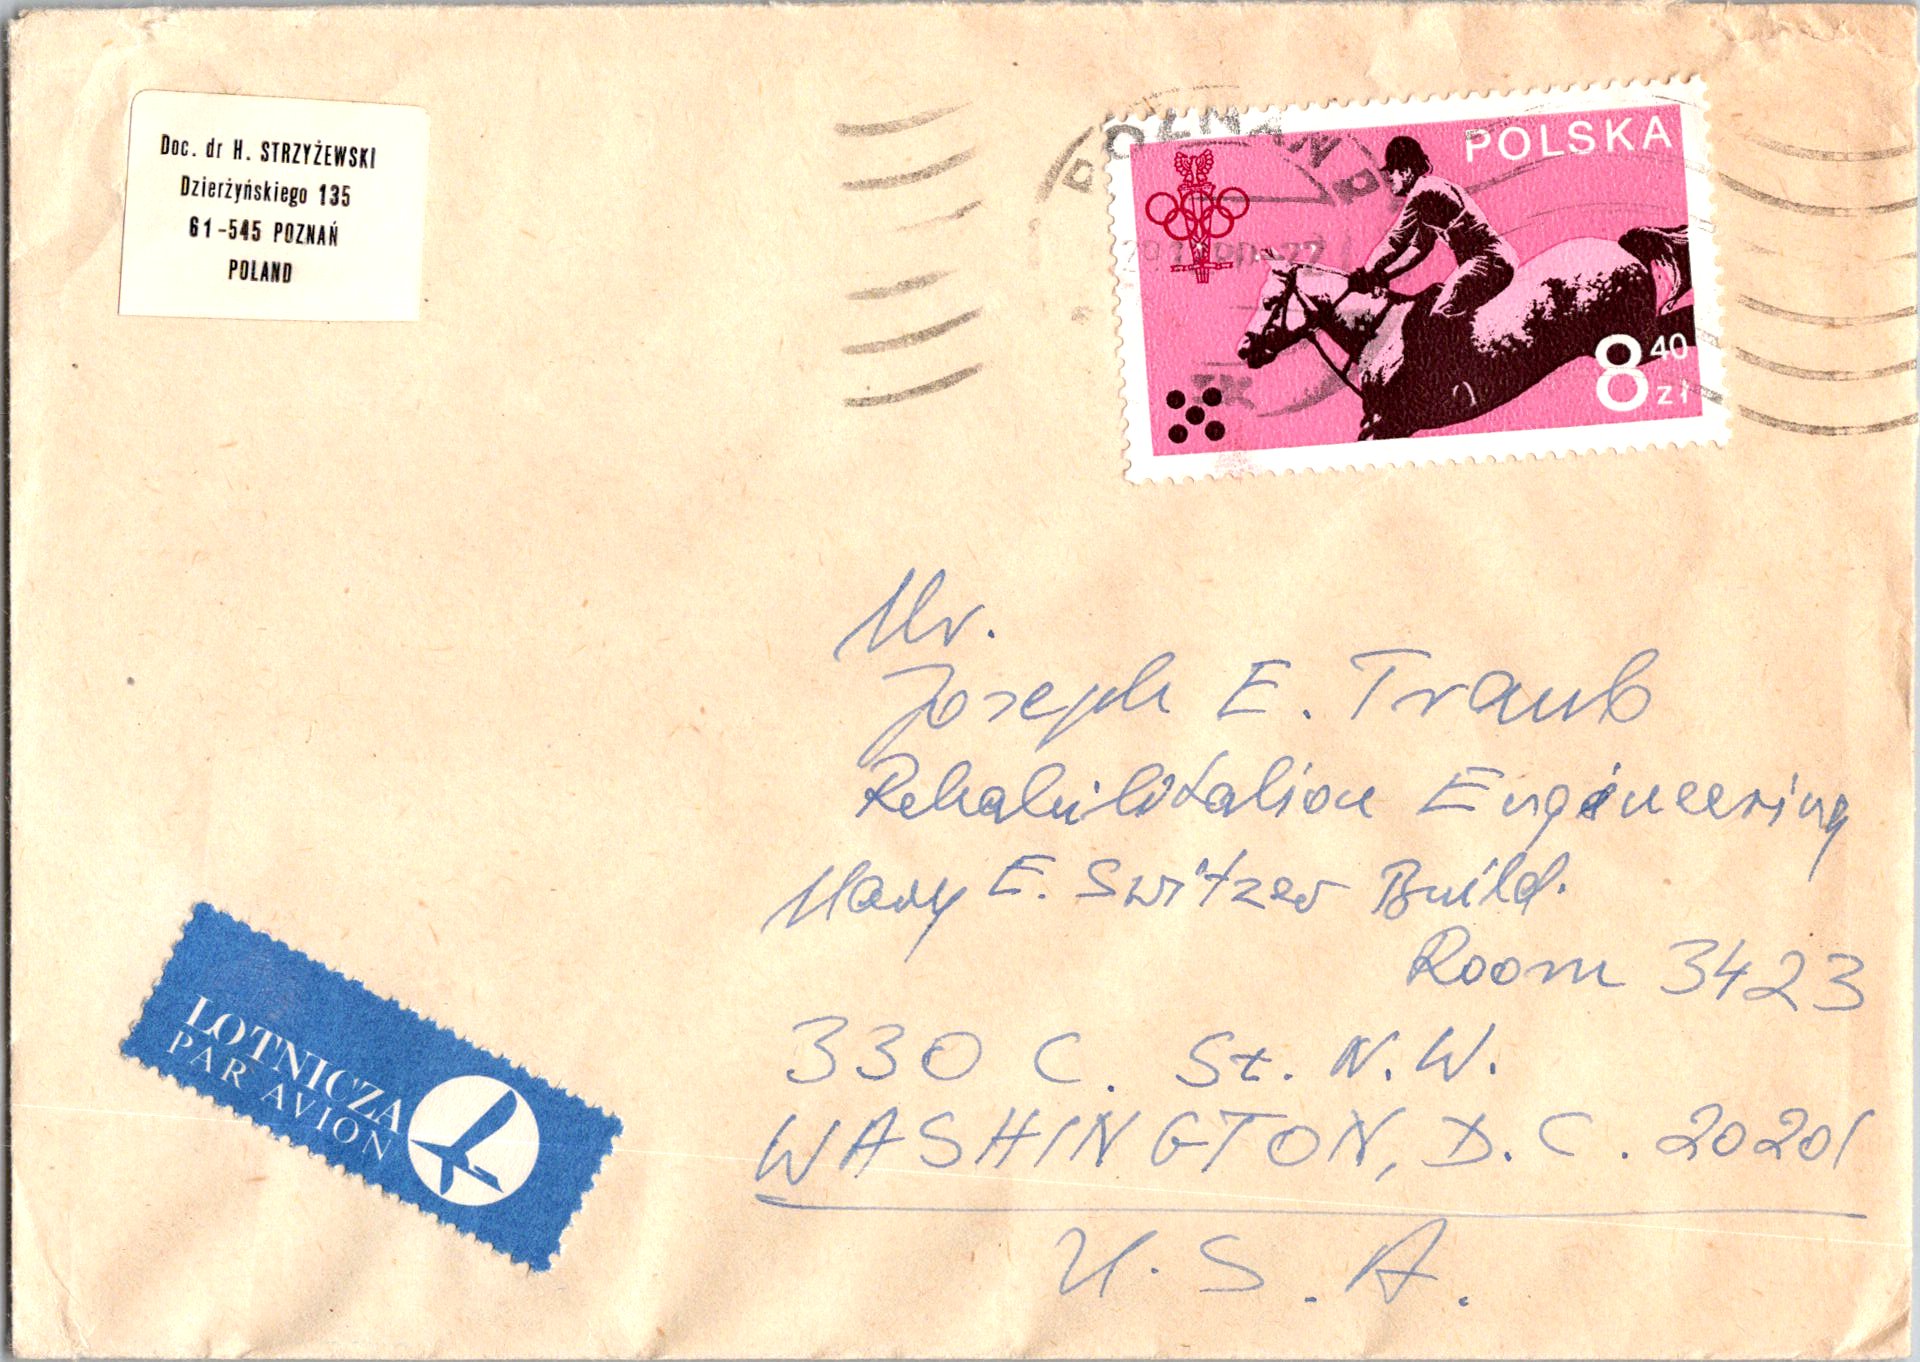 Doc. dr H. STRZYŻEWSKI
Dzierżyńskiego 135
61-545 POZNAŃ
POLAND
POZNAŃ
POLSKA
8 40 zł
Mr.
Joseph E. Traub
Rehabilitation Engineering
Mary E. Switzer Build.
Room 3423
330 C. St. N.W.
WASHINGTON, D.C. 20201
U.S.A.
LOTNICZA
PAR AVION